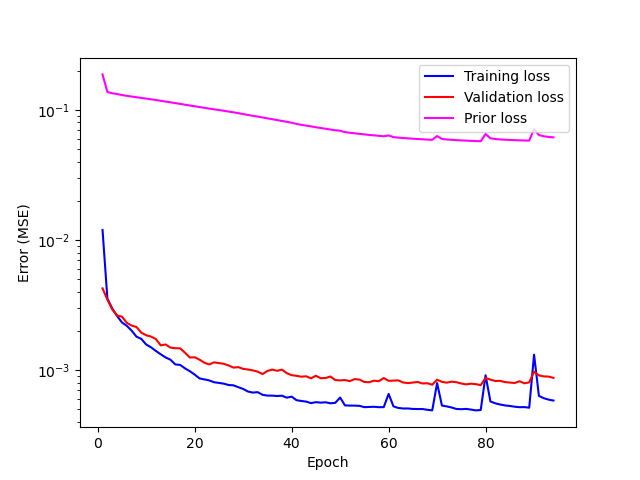 Training loss
Validation loss
Prior loss
10⁻¹
10⁻²
10⁻³
Error (MSE)
0 20 40 60 80
Epoch